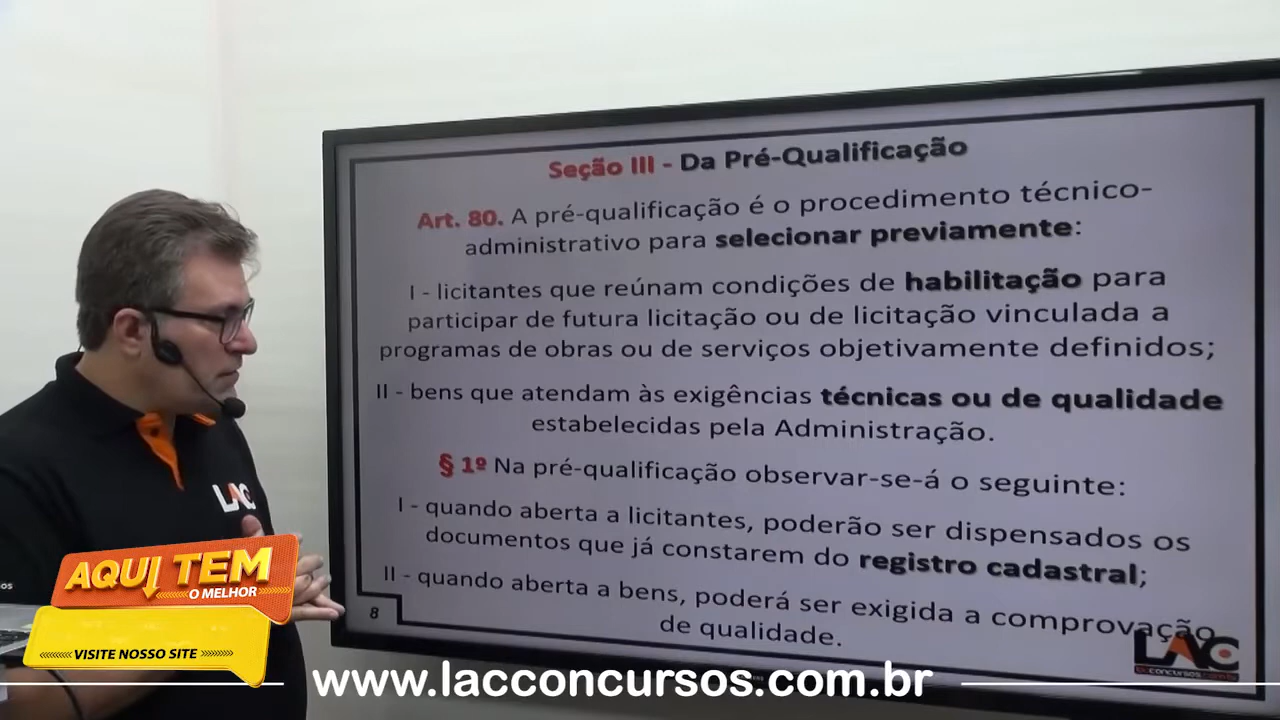 Seção III - Da Pré-Qualificação
Art. 80. A pré-qualificação é o procedimento técnico-
administrativo para selecionar previamente:
I - licitantes que reúnam condições de habilitação para
participar de futura licitação ou de licitação vinculada a
programas de obras ou de serviços objetivamente definidos;
II - bens que atendam às exigências técnicas ou de qualidade
estabelecidas pela Administração.
§ 1º Na pré-qualificação observar-se-á o seguinte:
I - quando aberta a licitantes, poderão ser dispensados os
documentos que já constarem do registro cadastral;
II - quando aberta a bens, poderá ser exigida a comprovação
de qualidade.
8
LAC
concursos.com.br
LAC
AQUI TEM
O MELHOR
VISITE NOSSO SITE
www.lacconcursos.com.br